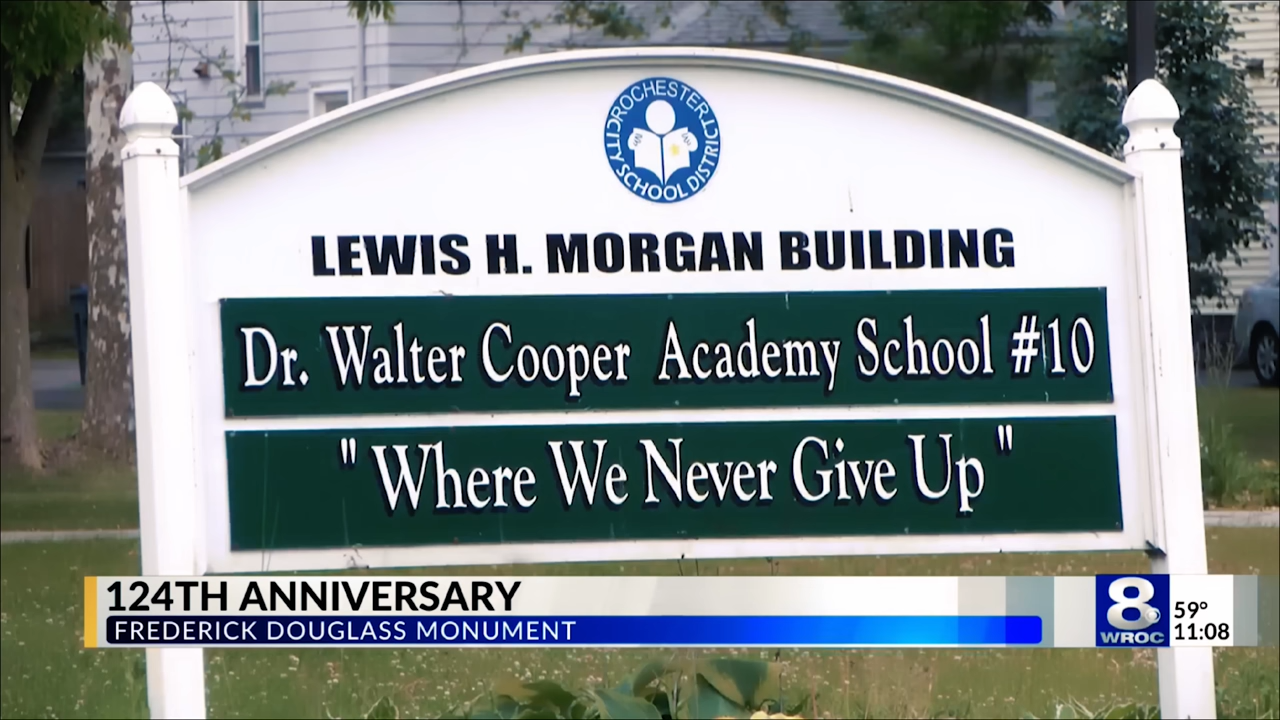 ROCHESTER
CITY SCHOOL DISTRICT
LEWIS H. MORGAN BUILDING
Dr. Walter Cooper Academy School #10
"Where We Never Give Up"
124TH ANNIVERSARY
FREDERICK DOUGLASS MONUMENT
8
WROC
59°
11:08